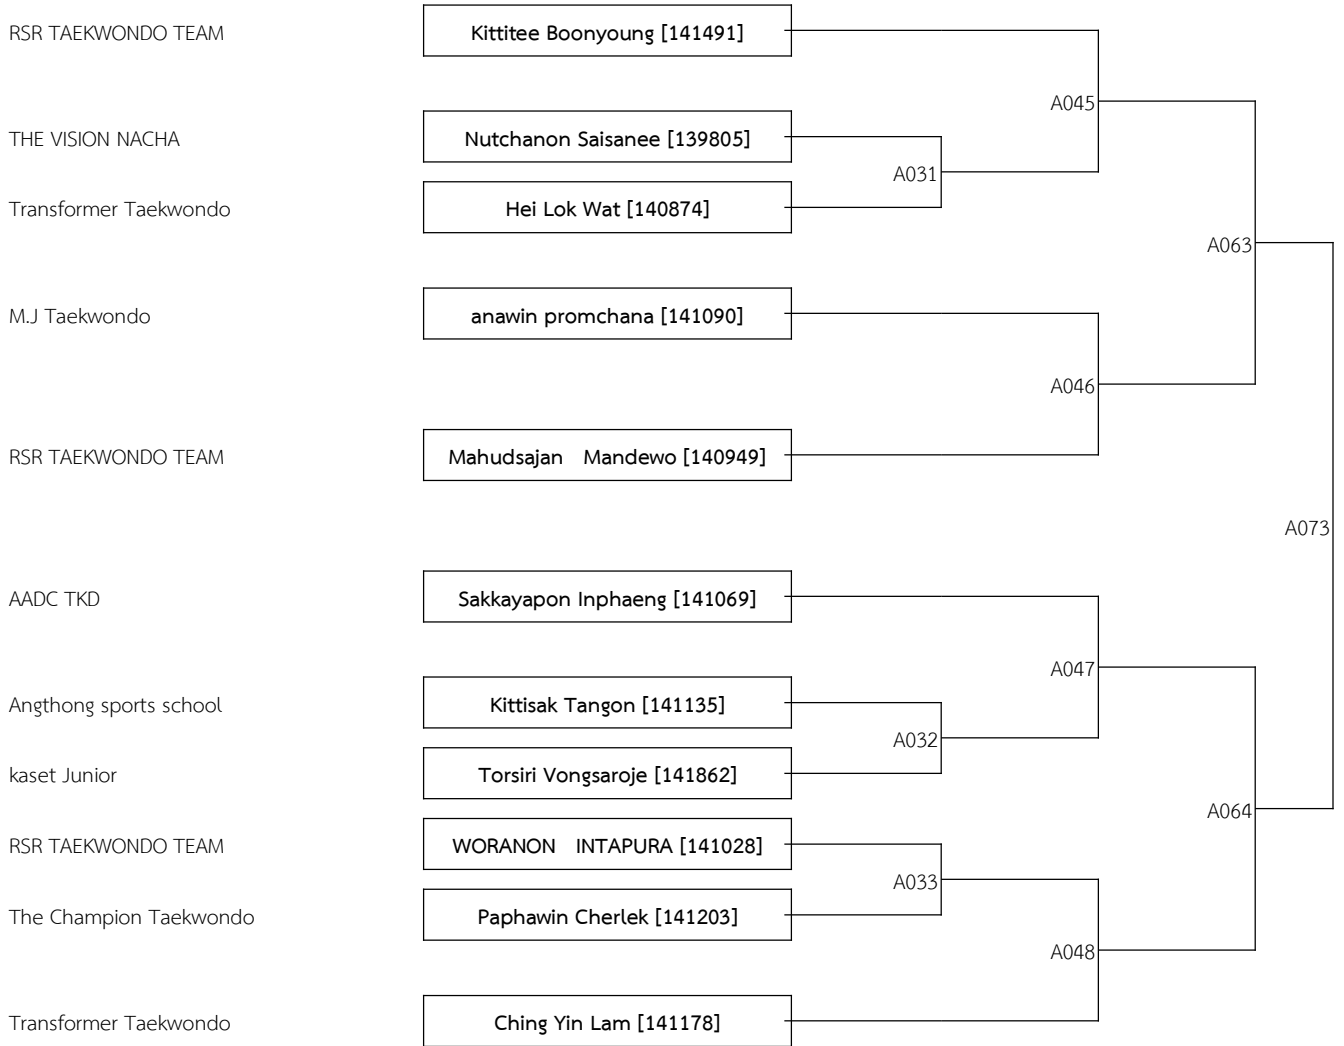 RSR TAEKWONDO TEAM Kittitee Boonyoung [141491]
A045
THE VISION NACHA Nutchanon Saisanee [139805]
A031
Transformer Taekwondo Hei Lok Wat [140874]
A063
M.J Taekwondo anawin promchana [141090]
A046
RSR TAEKWONDO TEAM Mahudsajan Mandewo [140949]
A073
AADC TKD Sakkayapon Inphaeng [141069]
A047
Angthong sports school Kittisak Tangon [141135]
A032
kaset Junior Torsiri Vongsaroje [141862]
A064
RSR TAEKWONDO TEAM WORANON INTAPURA [141028]
A033
The Champion Taekwondo Paphawin Cherlek [141203]
A048
Transformer Taekwondo Ching Yin Lam [141178]